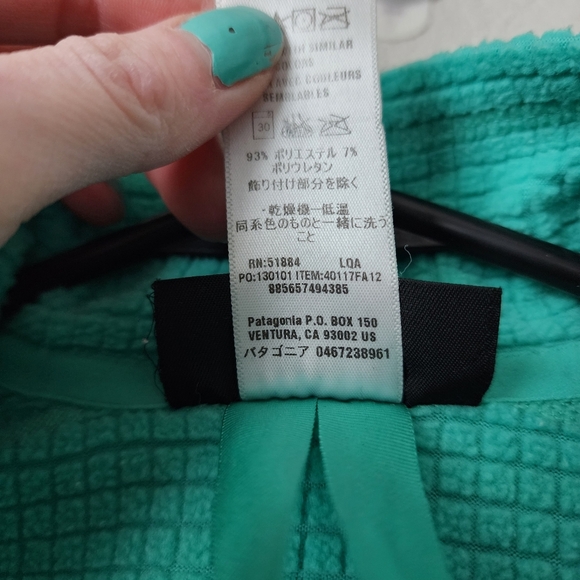 SIMILAR
COLORS
AVEC COULEURS
SEMBLABLES
30
93% ポリエステル 7%
ポリウレタン
飾り付け部分を除く
・乾燥機－低温
同系色のものと一緒に洗う
こと
RN:51884 LQA
PO:130101 ITEM:40117FA12
885657494385
Patagonia P.O. BOX 150
VENTURA, CA 93002 US
パタゴニア 0467238961